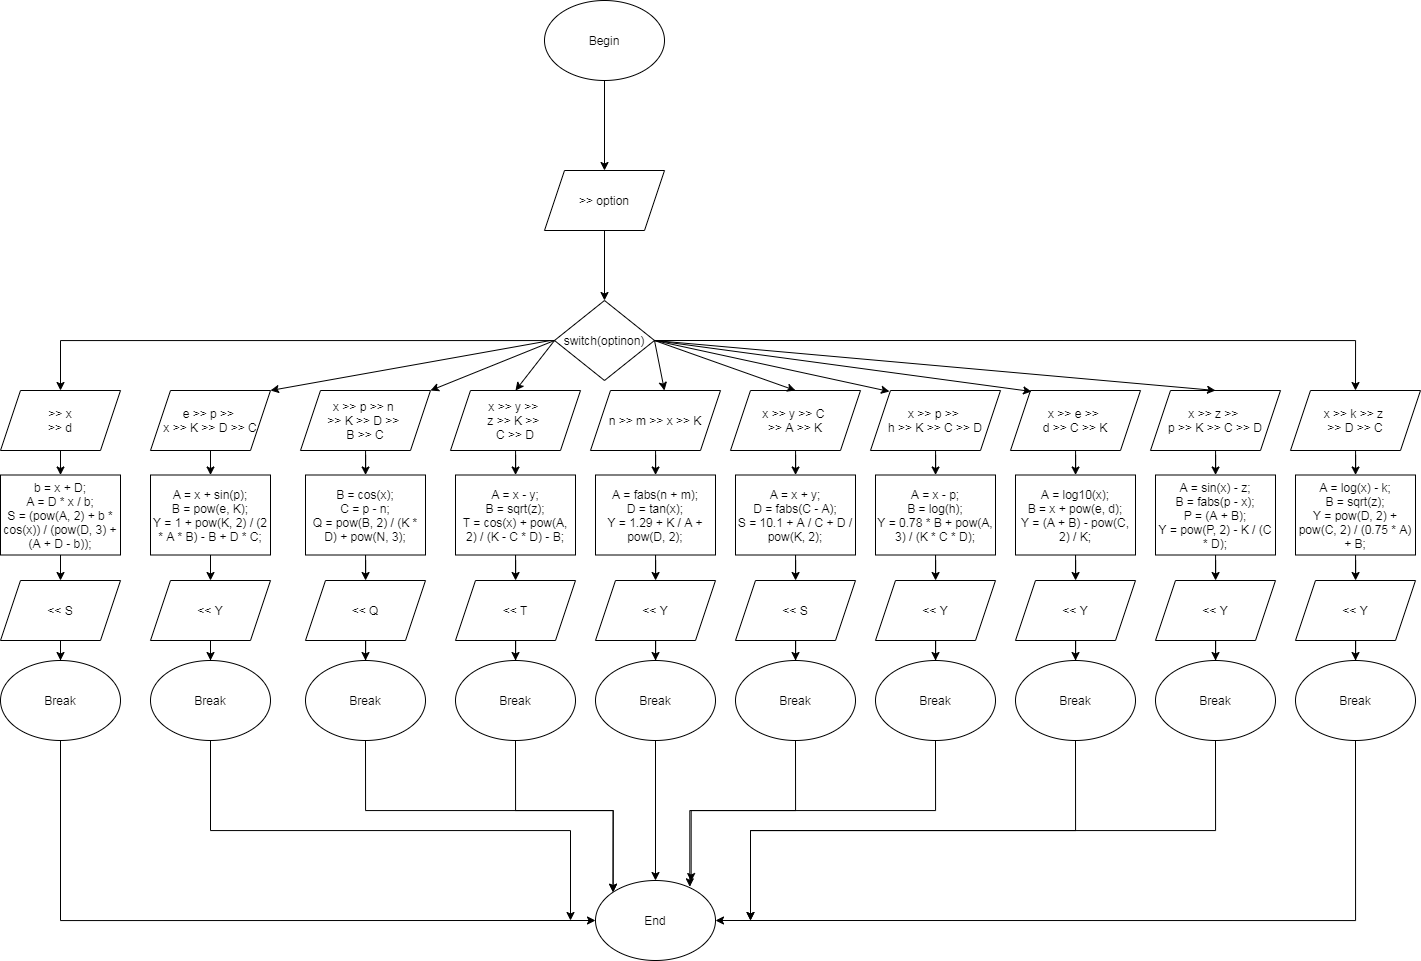 Begin
>> option
switch(optinon)
>> x
>> d
e >> p >>
x >> K >> D >> C
x >> p >> n
>> K >> D >>
B >> C
x >> y >>
z >> K >>
C >> D
n >> m >> x >> K
x >> y >> C
>> A >> K
x >> p >>
h >> K >> C >> D
x >> e >>
d >> C >> K
x >> z >>
p >> K >> C >> D
x >> k >> z
>> D >> C
b = x + D;
A = D * x / b;
S = (pow(A, 2) + b *
cos(x)) / (pow(D, 3) +
(A + D - b));
A = x + sin(p);
B = pow(e, K);
Y = 1 + pow(K, 2) / (2
* A * B) - B + D * C;
B = cos(x);
C = p - n;
Q = pow(B, 2) / (K *
D) + pow(N, 3);
A = x - y;
B = sqrt(z);
T = cos(x) + pow(A,
2) / (K - C * D) - B;
A = fabs(n + m);
D = tan(x);
Y = 1.29 + K / A +
pow(D, 2);
A = x + y;
D = fabs(C - A);
S = 10.1 + A / C + D /
pow(K, 2);
A = x - p;
B = log(h);
Y = 0.78 * B + pow(A,
3) / (K * C * D);
A = log10(x);
B = x + pow(e, d);
Y = (A + B) - pow(C,
2) / K;
A = sin(x) - z;
B = fabs(p - x);
P = (A + B);
Y = pow(P, 2) - K / (C
* D);
A = log(x) - k;
B = sqrt(z);
Y = pow(D, 2) +
pow(C, 2) / (0.75 * A)
+ B;
<< S
<< Y
<< Q
<< T
<< Y
<< S
<< Y
<< Y
<< Y
<< Y
Break
Break
Break
Break
Break
Break
Break
Break
Break
Break
End